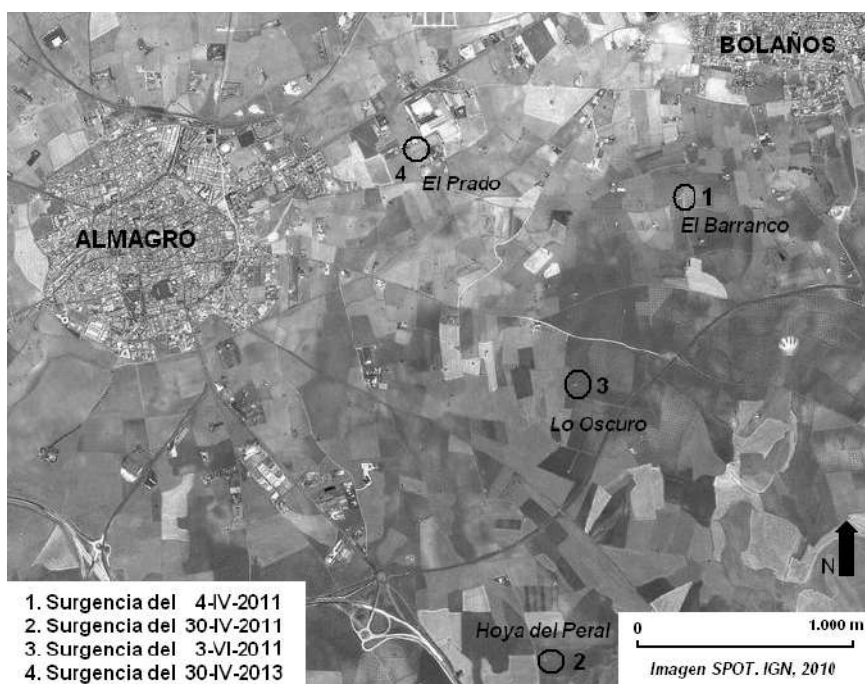 BOLAÑOS
4
El Prado
1
El Barranco
ALMAGRO
3
Lo Oscuro
N
1. Surgencia del 4-IV-2011
2. Surgencia del 30-IV-2011
3. Surgencia del 3-VI-2011
4. Surgencia del 30-IV-2013
Hoya del Peral
2
0 1.000 m
Imagen SPOT. IGN, 2010